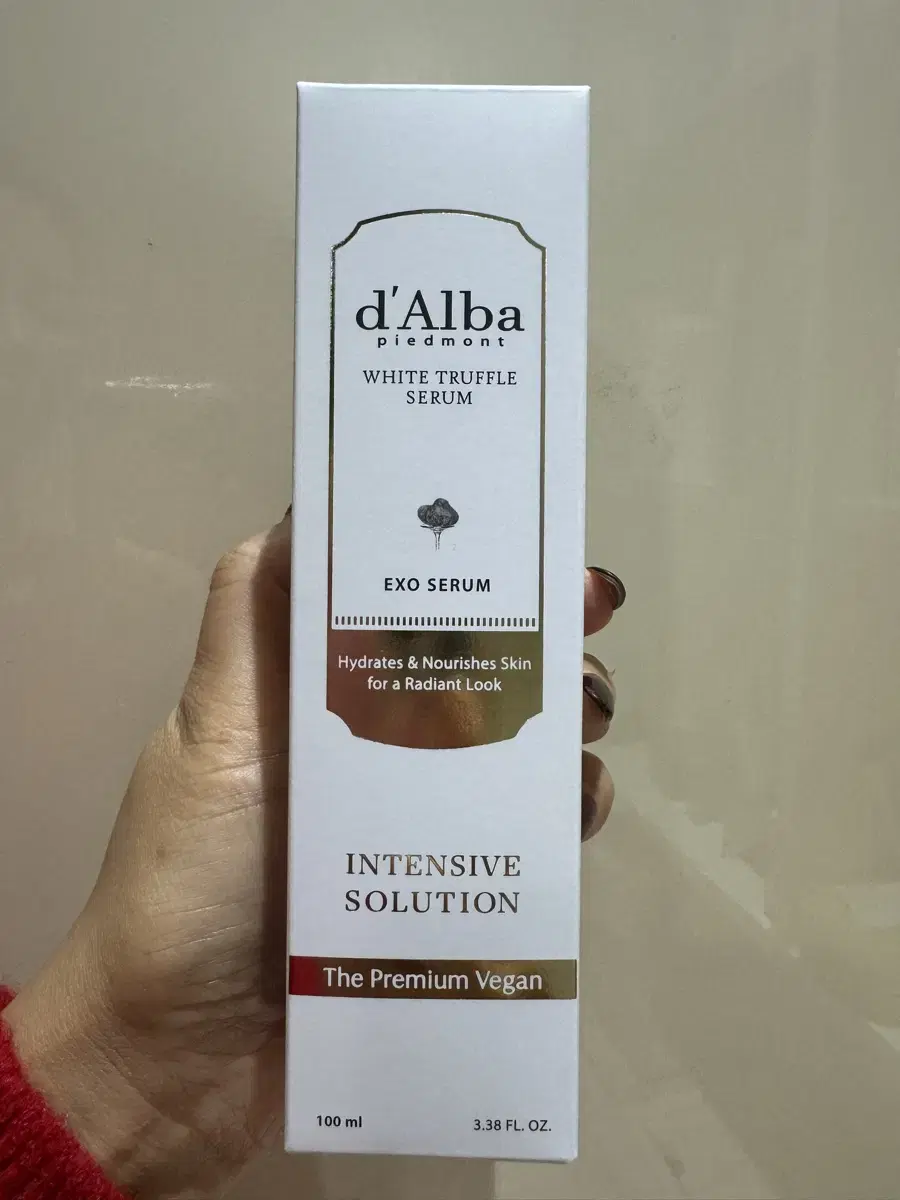 d'Alba
piedmont
WHITE TRUFFLE
SERUM
EXO SERUM
Hydrates & Nourishes Skin
for a Radiant Look
INTENSIVE
SOLUTION
The Premium Vegan
100 ml
3.38 FL. OZ.